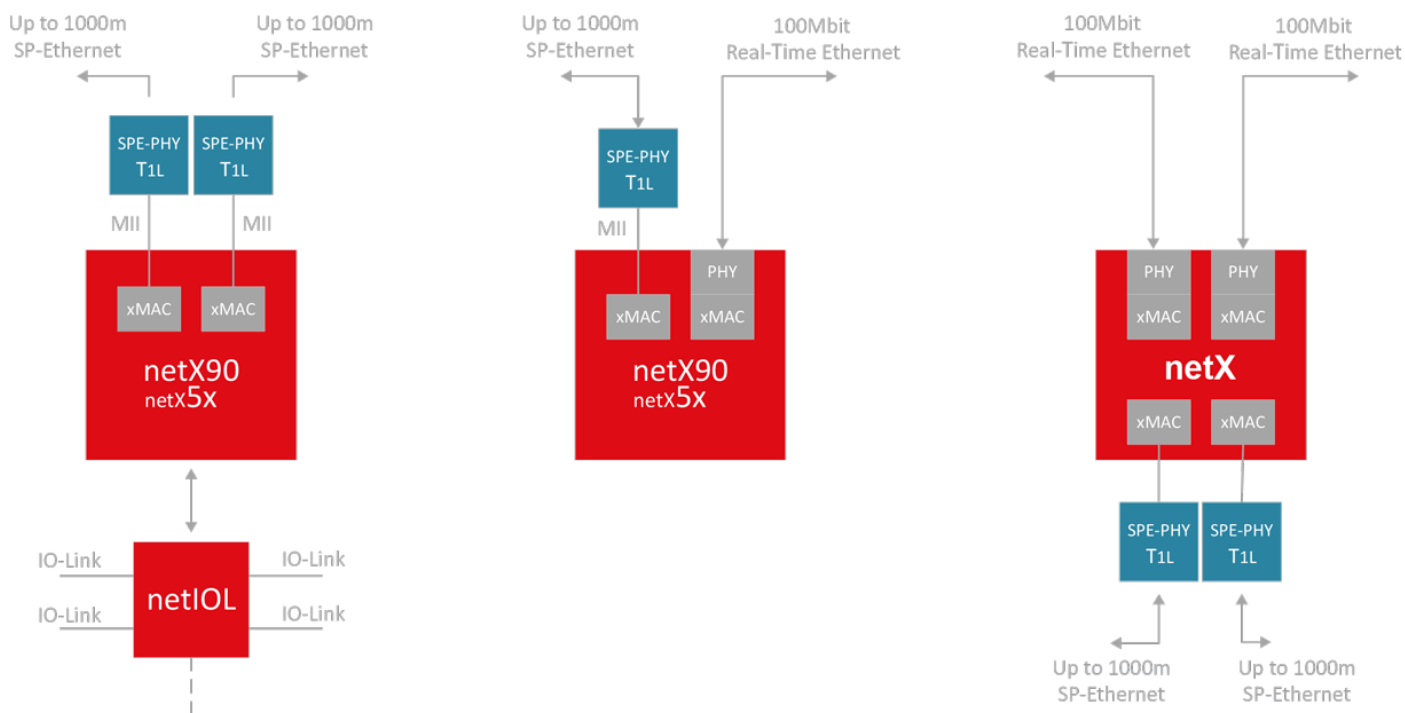 Up to 1000m
SP-Ethernet
Up to 1000m
SP-Ethernet
SPE-PHY
T1L
SPE-PHY
T1L
MII
MII
xMAC
xMAC
netX90
netX5x
IO-Link
IO-Link
netIOL
IO-Link
IO-Link
Up to 1000m
SP-Ethernet
100Mbit
Real-Time Ethernet
SPE-PHY
T1L
MII
PHY
xMAC
xMAC
netX90
netX5x
100Mbit
Real-Time Ethernet
100Mbit
Real-Time Ethernet
PHY
PHY
xMAC
xMAC
netX
xMAC
xMAC
SPE-PHY
T1L
SPE-PHY
T1L
Up to 1000m
SP-Ethernet
Up to 1000m
SP-Ethernet